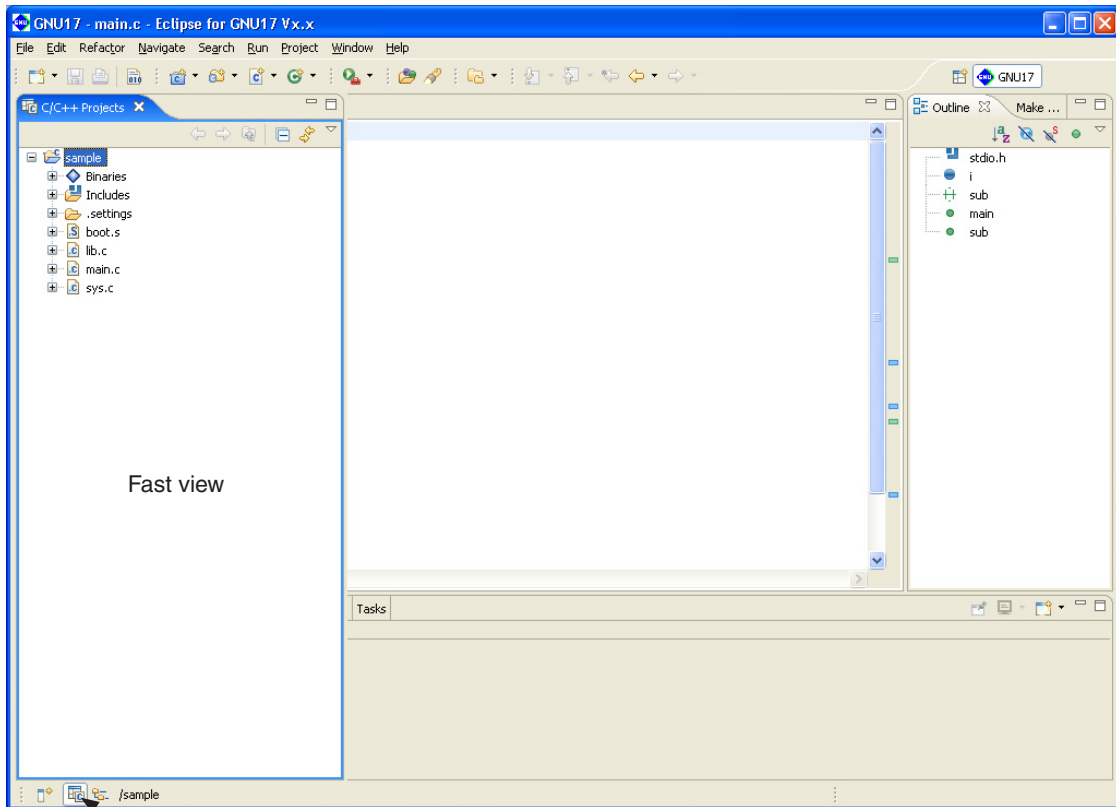 GNU17 - main.c - Eclipse for GNU17 Vx.x
File Edit Refactor Navigate Search Run Project Window Help
GNU17
C/C++ Projects
Outline Make ...
sample
Binaries
Includes
.settings
boot.s
lib.c
main.c
sys.c
stdio.h
i
sub
main
sub
Fast view
Tasks
/sample